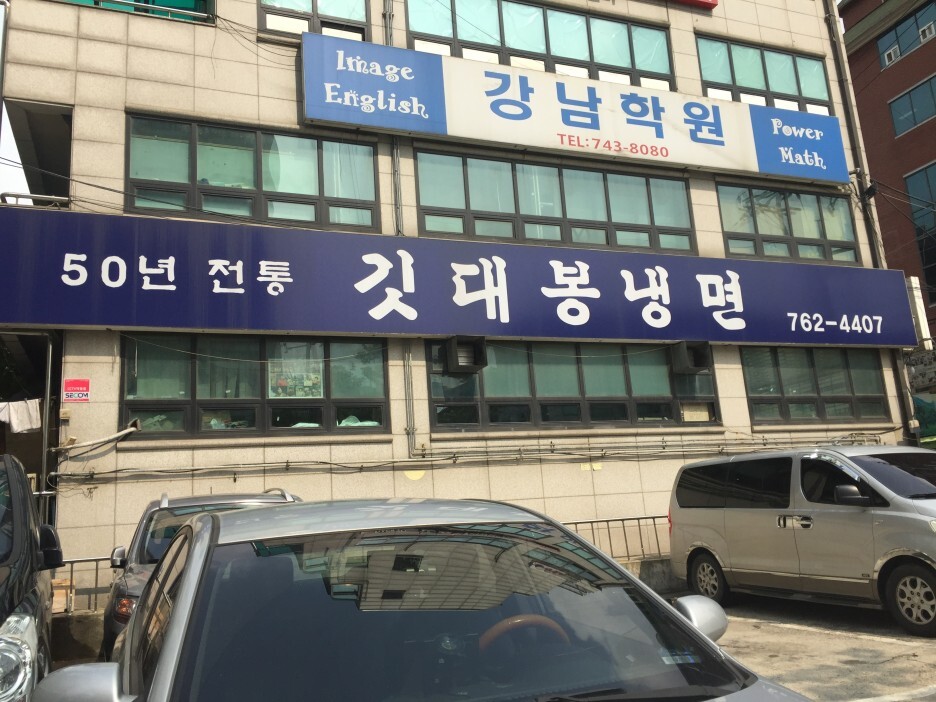 Image
English
강남학원
TEL:743-8080
Power
Math
50년 전통 깃대봉냉면 762-4407
SECOM